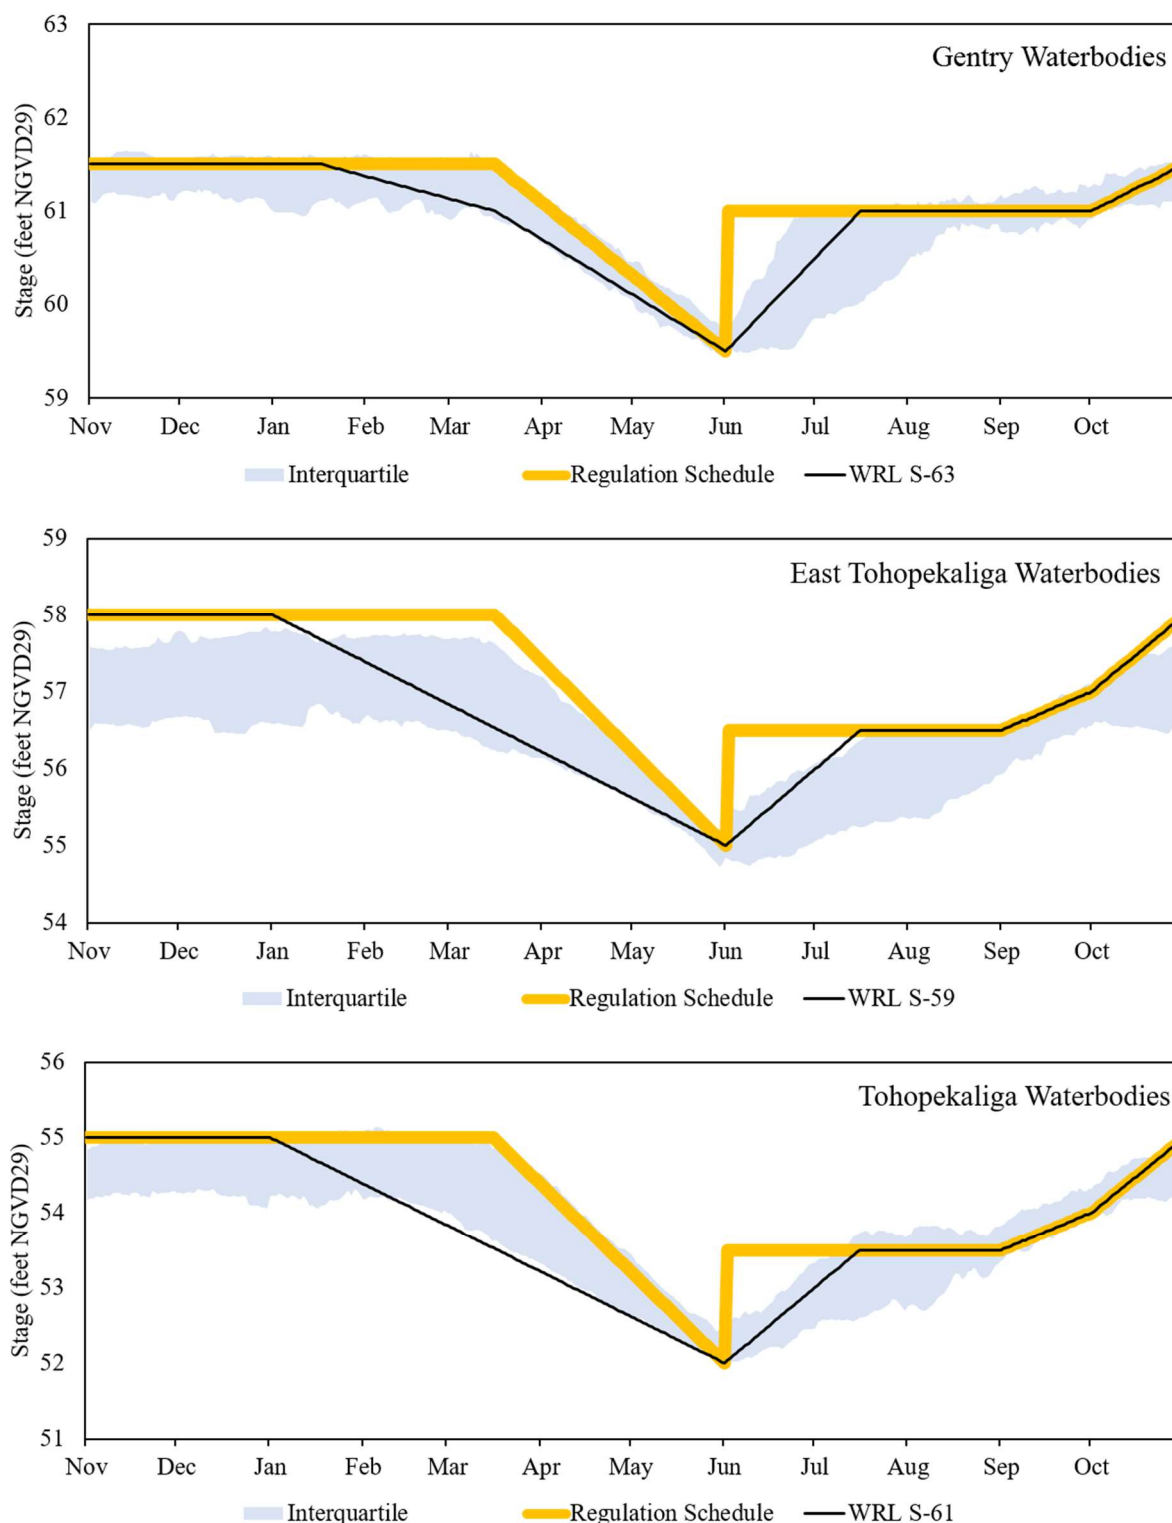 63
Gentry Waterbodies
62
61
60
59
Stage (feet NGVD29)
Nov Dec Jan Feb Mar Apr May Jun Jul Aug Sep Oct
Interquartile Regulation Schedule WRL S-63
59
East Tohopekaliga Waterbodies
58
57
56
55
54
Stage (feet NGVD29)
Nov Dec Jan Feb Mar Apr May Jun Jul Aug Sep Oct
Interquartile Regulation Schedule WRL S-59
56
Tohopekaliga Waterbodies
55
54
53
52
51
Stage (feet NGVD29)
Nov Dec Jan Feb Mar Apr May Jun Jul Aug Sep Oct
Interquartile Regulation Schedule WRL S-61